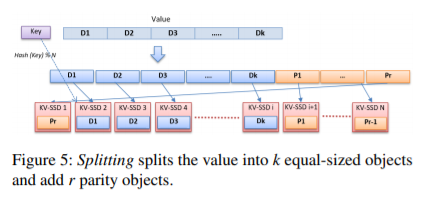 Value
Key D1 D2 D3 ..... Dk
Hash (Key) % N
D1 D2 D3 .... Dk P1 ... Pr
KV-SSD 1 KV-SSD 2 KV-SSD 3 KV-SSD 4 KV-SSD i KV-SSD i+1 KV-SSD N
Pr D1 D2 D3 Dk P1 Pr-1
Figure 5: Splitting splits the value into k equal-sized objects
and add r parity objects.